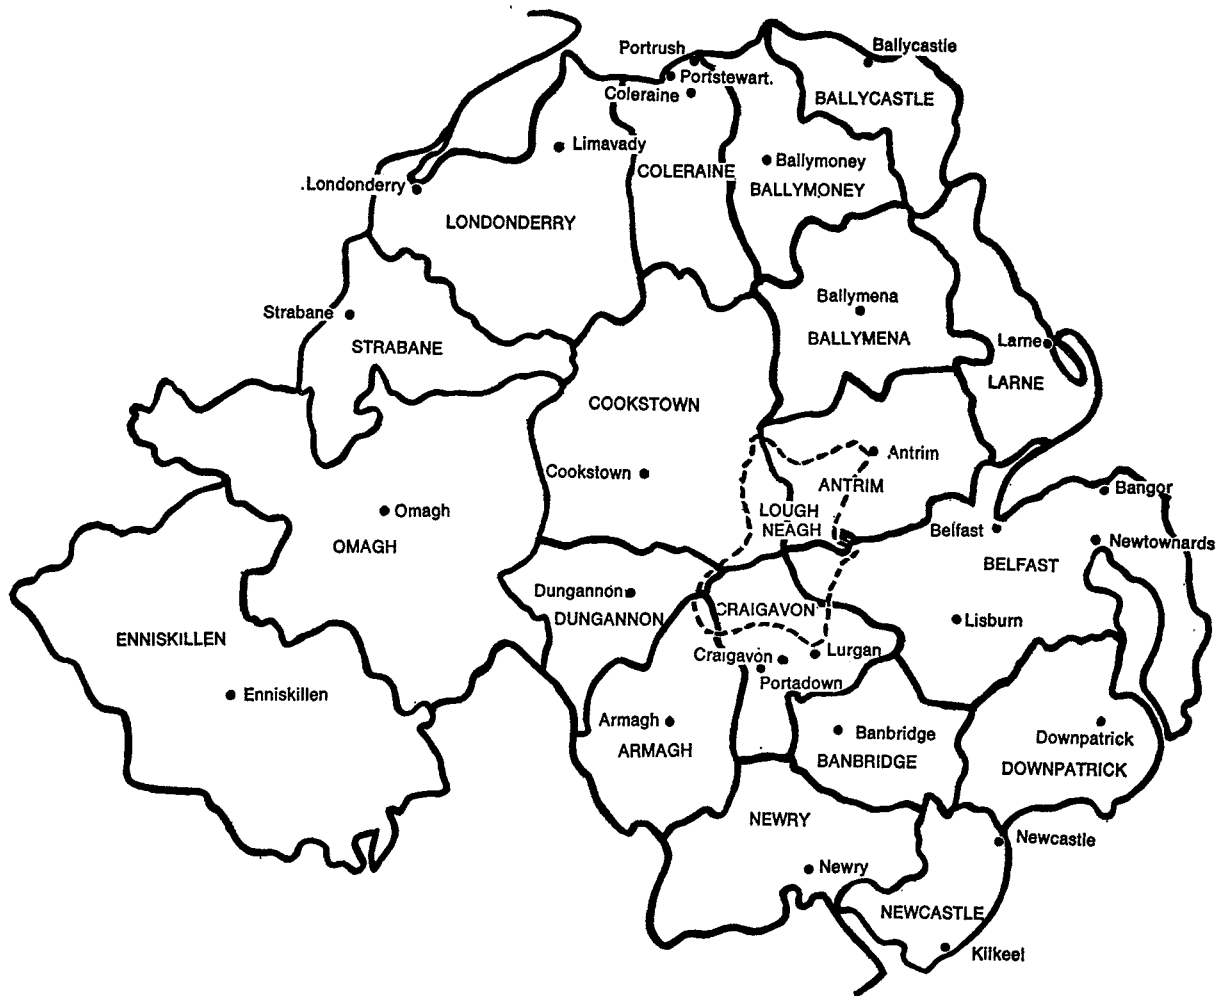 Portrush
Ballycastle
Portstewart.
Coleraine
BALLYCASTLE
Limavady
Ballymoney
COLERAINE
.Londonderry
BALLYMONEY
LONDONDERRY
Ballymena
Strabane
BALLYMENA
Larne
STRABANE
LARNE
COOKSTOWN
Antrim
Cookstown
ANTRIM
Bangor
Omagh
LOUGH
NEAGH
Belfast
OMAGH
Newtownards
BELFAST
Dungannon
CRAIGAVON
DUNGANNON
Lisburn
ENNISKILLEN
Craigavon
Lurgan
Portadown
Enniskillen
Armagh
Banbridge
Downpatrick
ARMAGH
BANBRIDGE
DOWNPATRICK
NEWRY
Newcastle
Newry
NEWCASTLE
Kilkeel